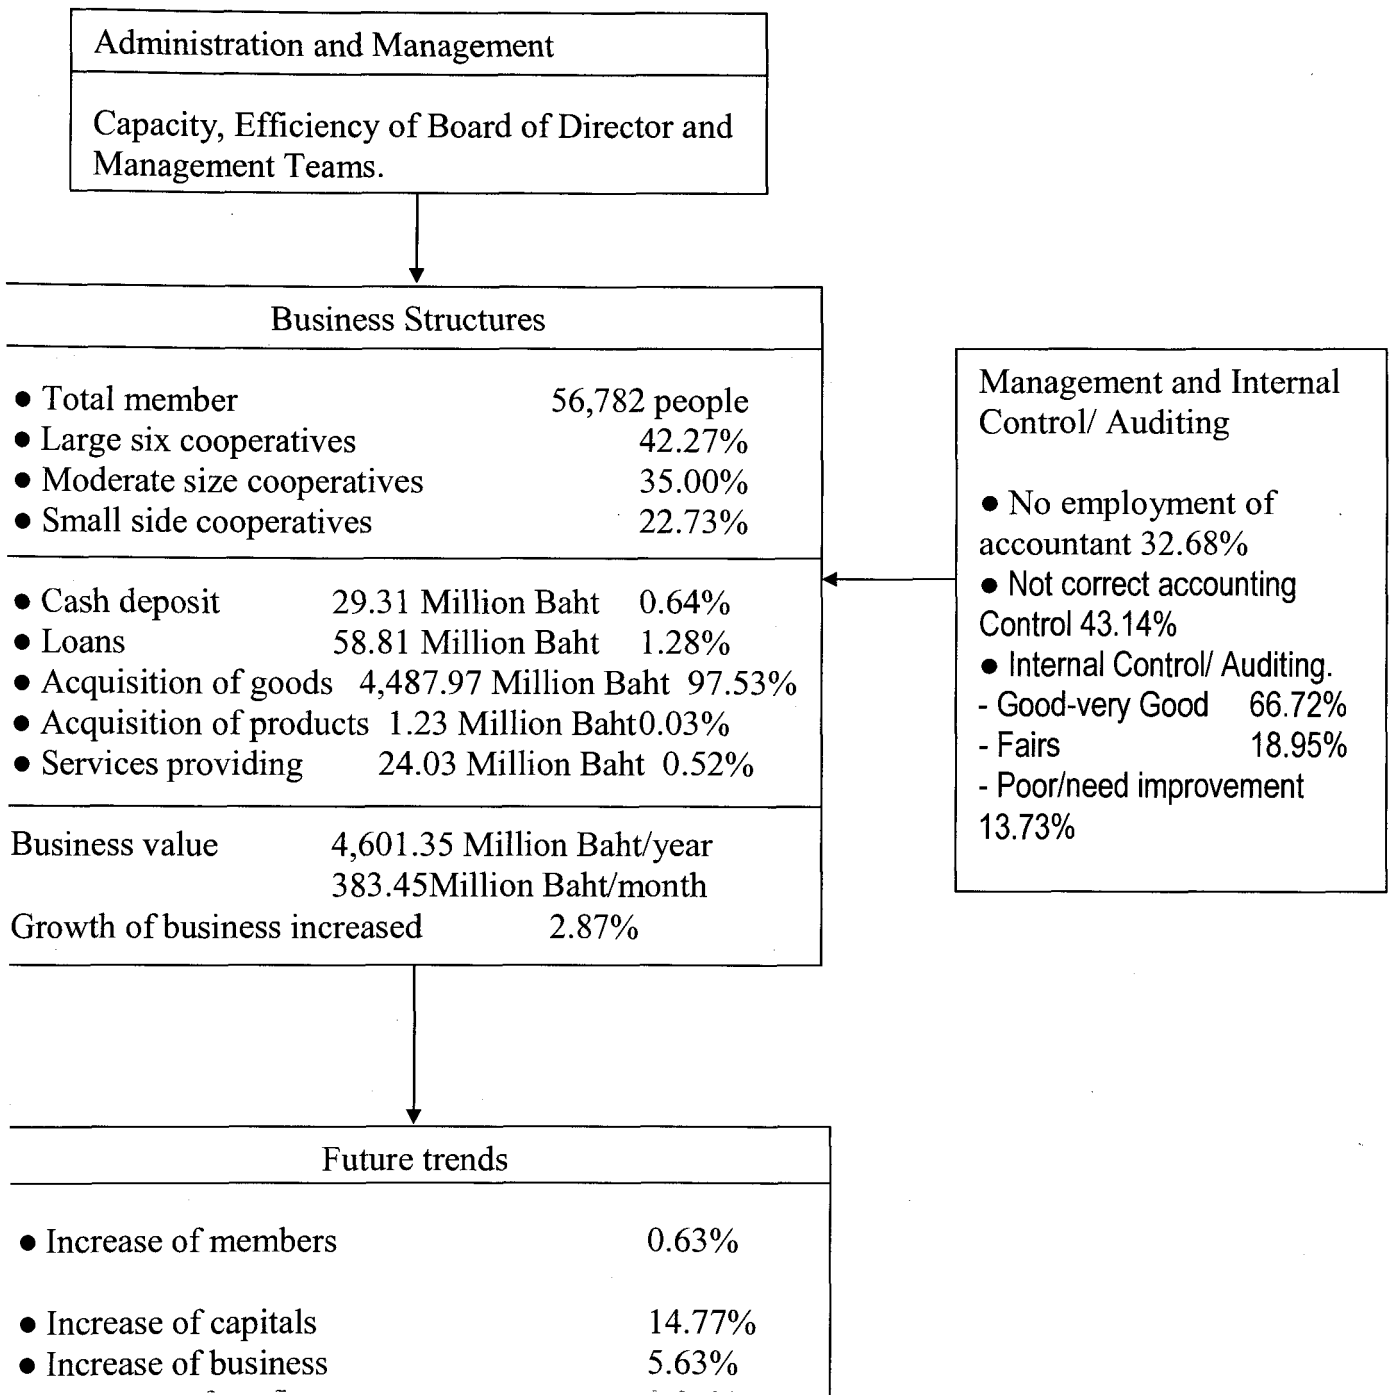 Administration and Management
Capacity, Efficiency of Board of Director and
Management Teams.
Business Structures
● Total member 56,782 people
● Large six cooperatives 42.27%
● Moderate size cooperatives 35.00%
● Small side cooperatives 22.73%
● Cash deposit 29.31 Million Baht 0.64%
● Loans 58.81 Million Baht 1.28%
● Acquisition of goods 4,487.97 Million Baht 97.53%
● Acquisition of products 1.23 Million Baht0.03%
● Services providing 24.03 Million Baht 0.52%
Business value 4,601.35 Million Baht/year
383.45Million Baht/month
Growth of business increased 2.87%
Management and Internal
Control/ Auditing
● No employment of
accountant 32.68%
● Not correct accounting
Control 43.14%
● Internal Control/ Auditing.
- Good-very Good 66.72%
- Fairs 18.95%
- Poor/need improvement
13.73%
Future trends
● Increase of members 0.63%
● Increase of capitals 14.77%
● Increase of business 5.63%